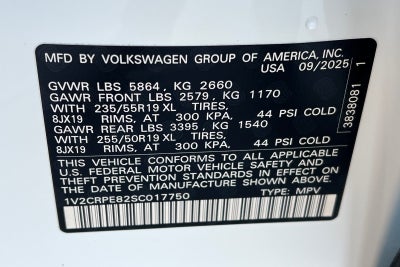 MFD BY VOLKSWAGEN GROUP OF AMERICA, INC.
USA 09/2025
GVWR LBS 5864, KG 2660
GAWR FRONT LBS 2579, KG 1170
WITH 235/55R19 XL TIRES,
8JX19 RIMS, AT 300 KPA, 44 PSI COLD
GAWR REAR LBS 3395, KG 1540
WITH 255/50R19 XL TIRES,
8JX19 RIMS, AT 300 KPA, 44 PSI COLD
THIS VEHICLE CONFORMS TO ALL APPLICABLE
U.S. FEDERAL MOTOR VEHICLE SAFETY AND
THEFT PREVENTION STANDARDS IN EFFECT ON
THE DATE OF MANUFACTURE SHOWN ABOVE.
1V2CRPE82SC017750 TYPE: MPV
3838081 1